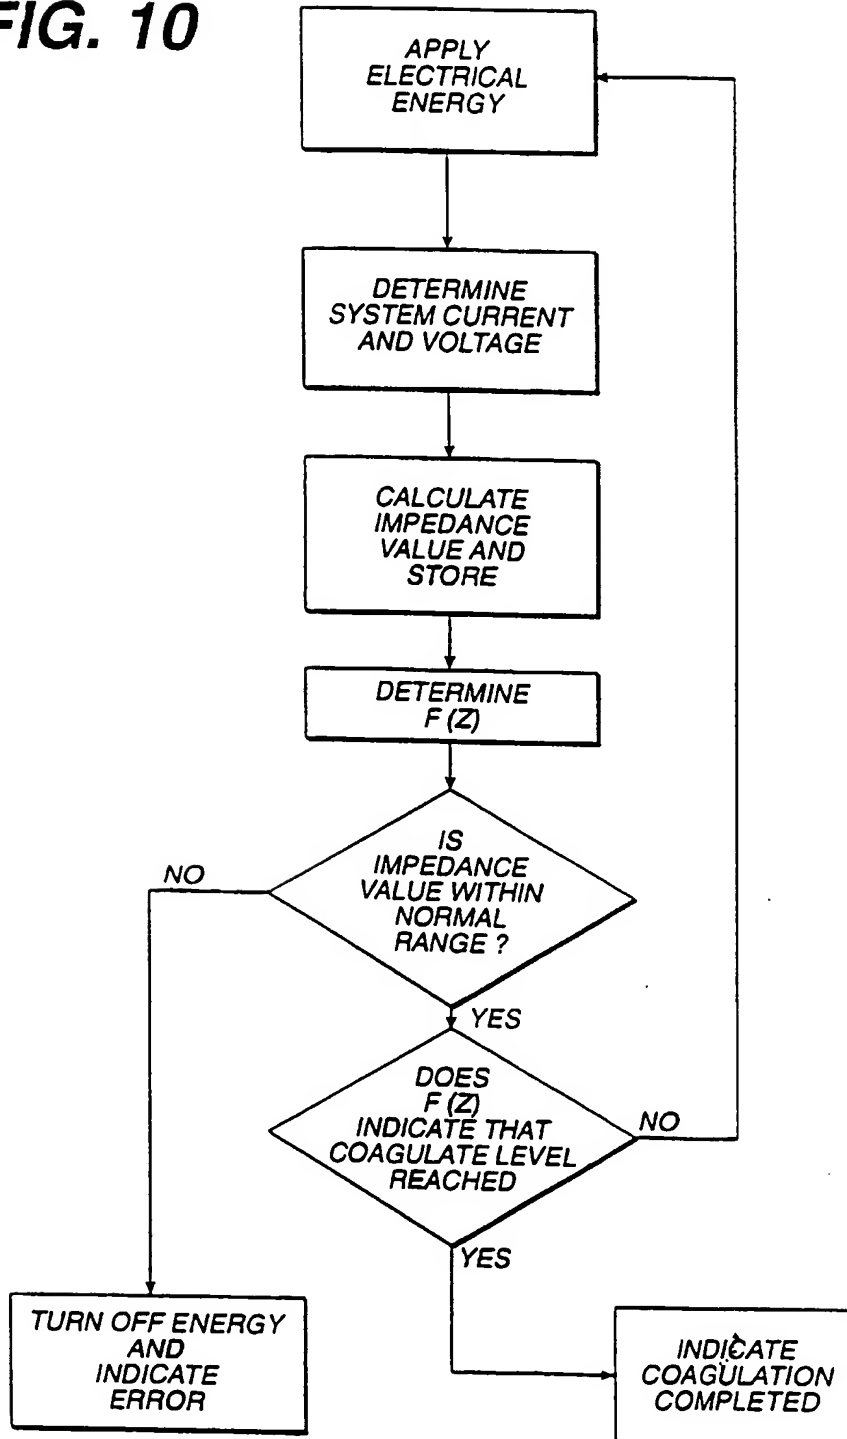 FIG. 10
APPLY
ELECTRICAL
ENERGY
DETERMINE
SYSTEM CURRENT
AND VOLTAGE
CALCULATE
IMPEDANCE
VALUE AND
STORE
DETERMINE
F (Z)
IS
IMPEDANCE
VALUE WITHIN
NORMAL
RANGE ?
NO
YES
DOES
F (Z)
INDICATE THAT
COAGULATE LEVEL
REACHED
NO
YES
TURN OFF ENERGY
AND
INDICATE
ERROR
INDICATE
COAGULATION
COMPLETED